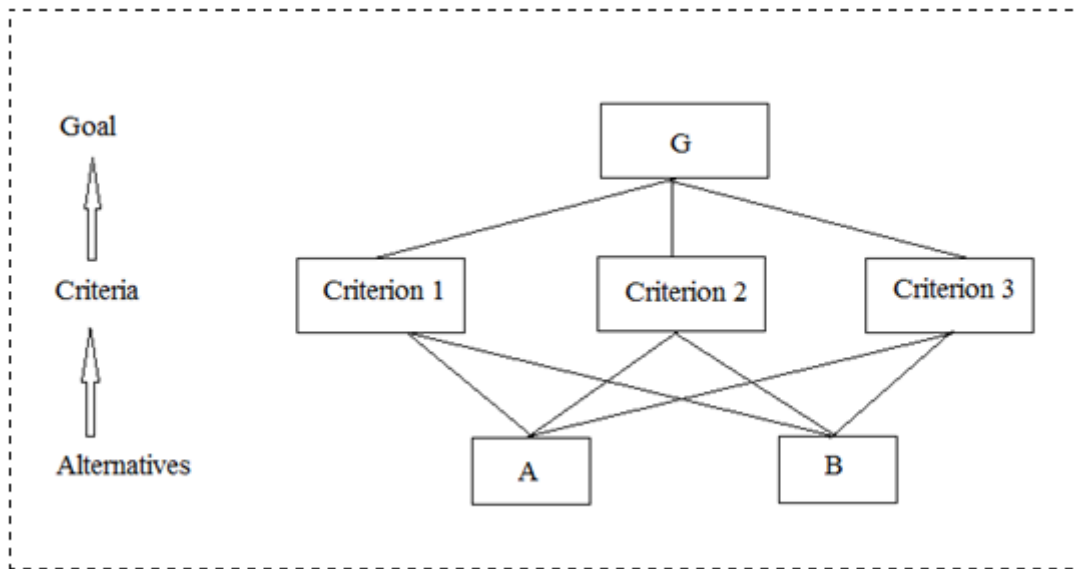 Goal
G
Criteria
Criterion 1
Criterion 2
Criterion 3
Alternatives
A
B